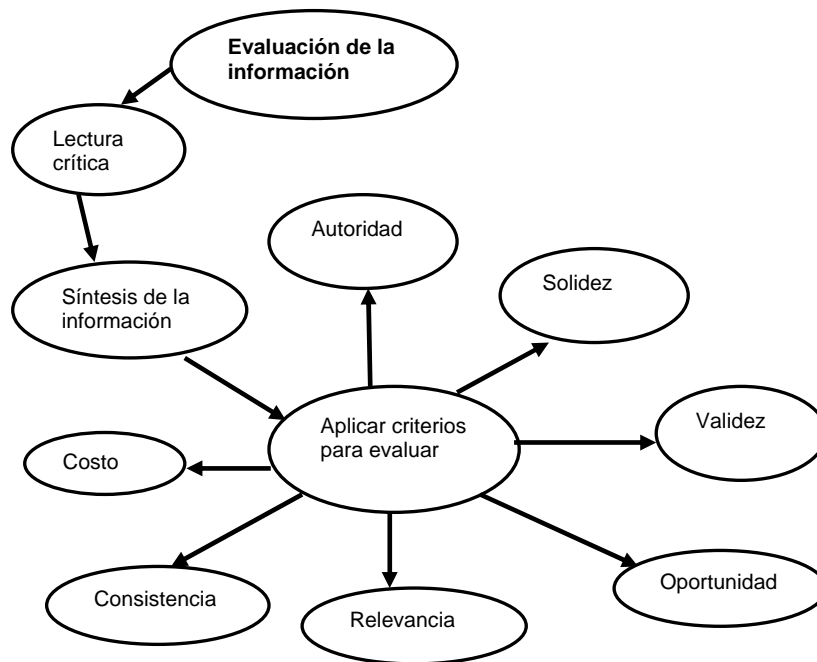 Evaluación de la
información
Lectura
crítica
Síntesis de la
información
Aplicar criterios
para evaluar
Autoridad
Solidez
Validez
Oportunidad
Relevancia
Consistencia
Costo